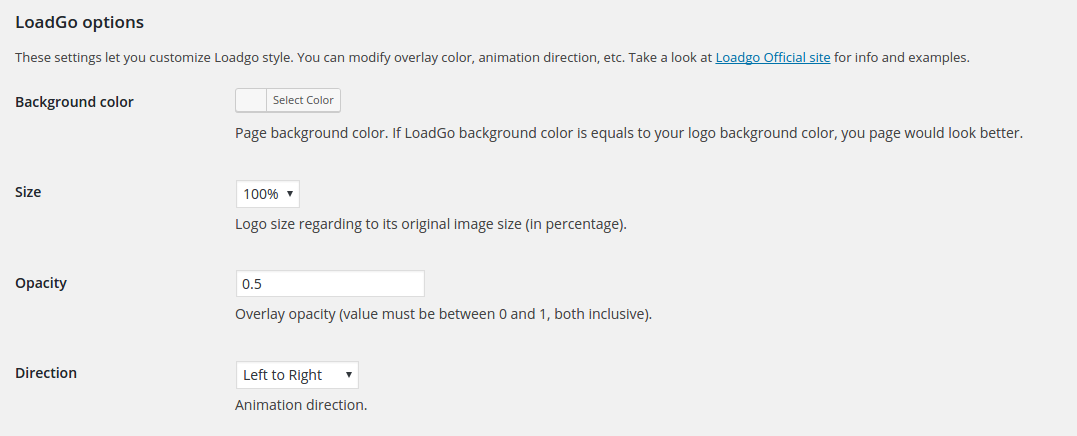 LoadGo options
These settings let you customize Loadgo style. You can modify overlay color, animation direction, etc. Take a look at Loadgo Official site for info and examples.
Background color
Select Color
Page background color. If LoadGo background color is equals to your logo background color, you page would look better.
Size
100%
Logo size regarding to its original image size (in percentage).
Opacity
0.5
Overlay opacity (value must be between 0 and 1, both inclusive).
Direction
Left to Right
Animation direction.